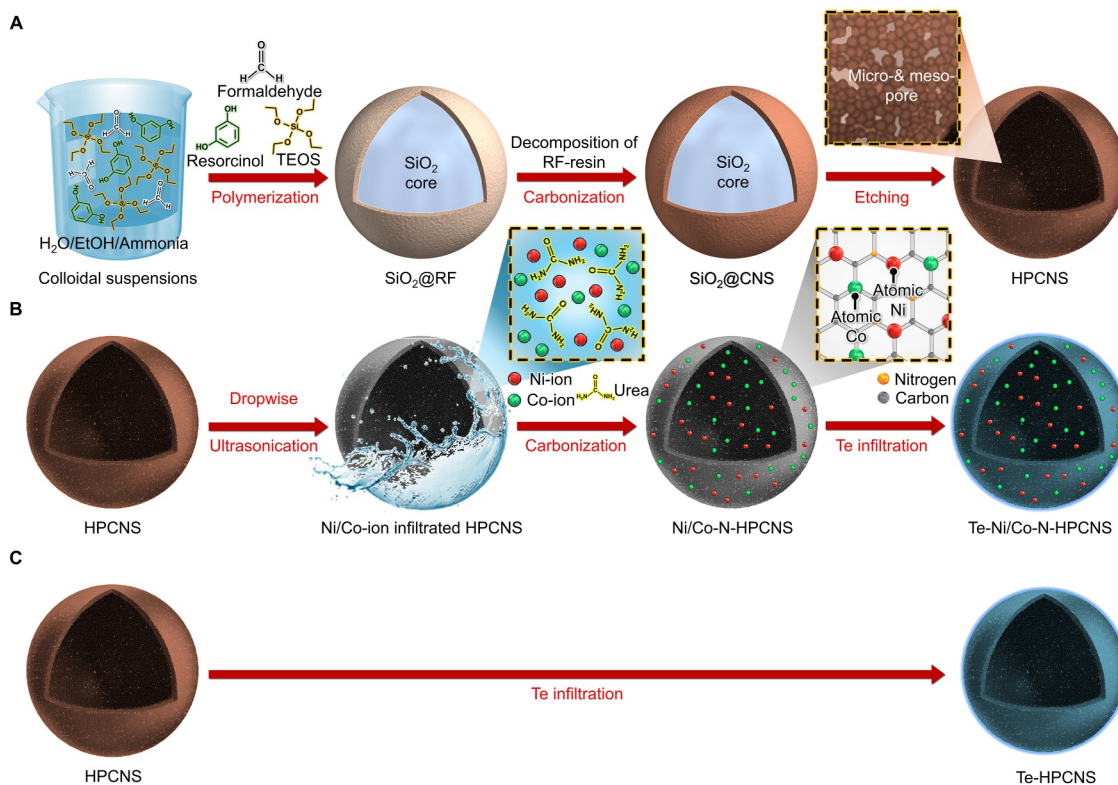 A
Formaldehyde
Resorcinol
TEOS
Polymerization
H₂O/EtOH/Ammonia
Colloidal suspensions
SiO₂
core
SiO₂@RF
Decomposition of
RF-resin
Carbonization
SiO₂
core
SiO₂@CNS
Micro-& meso-
pore
Etching
HPCNS
B
HPCNS
Dropwise
Ultrasonication
Ni/Co-ion infiltrated HPCNS
Ni-ion
Co-ion
Urea
Carbonization
Ni/Co-N-HPCNS
Atomic
Ni
Atomic
Co
Nitrogen
Carbon
Te infiltration
Te-Ni/Co-N-HPCNS
C
HPCNS
Te infiltration
Te-HPCNS